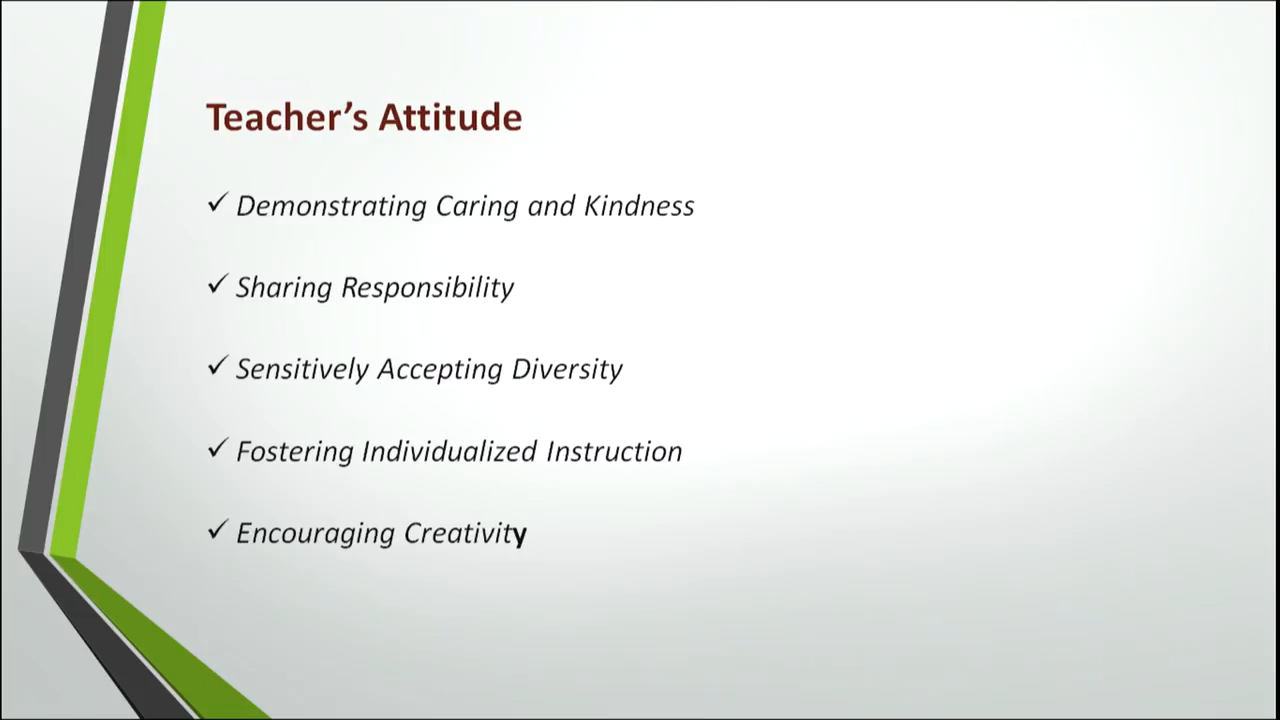 Teacher’s Attitude
✓ Demonstrating Caring and Kindness
✓ Sharing Responsibility
✓ Sensitively Accepting Diversity
✓ Fostering Individualized Instruction
✓ Encouraging Creativity